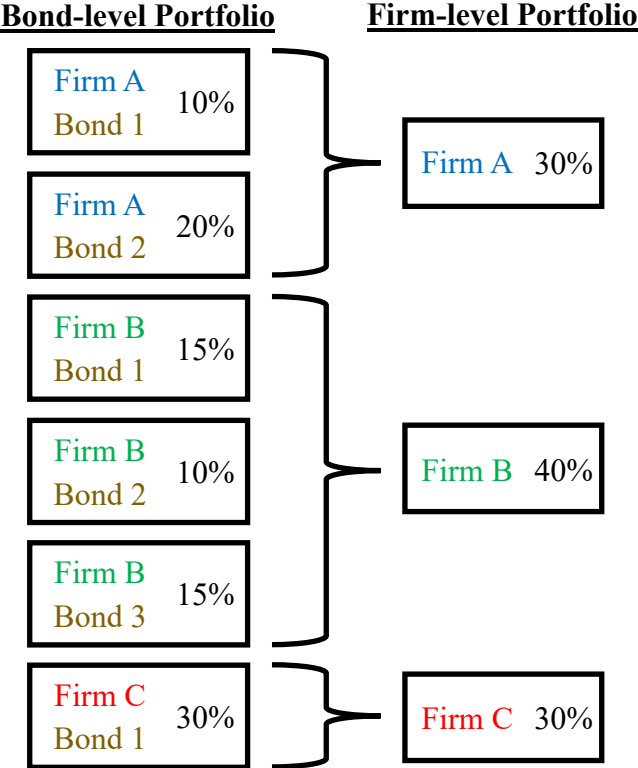 Bond-level Portfolio
Firm-level Portfolio
Firm A
Bond 1
10%
Firm A
Bond 2
20%
Firm A 30%
Firm B
Bond 1
15%
Firm B
Bond 2
10%
Firm B
Bond 3
15%
Firm B 40%
Firm C
Bond 1
30%
Firm C 30%